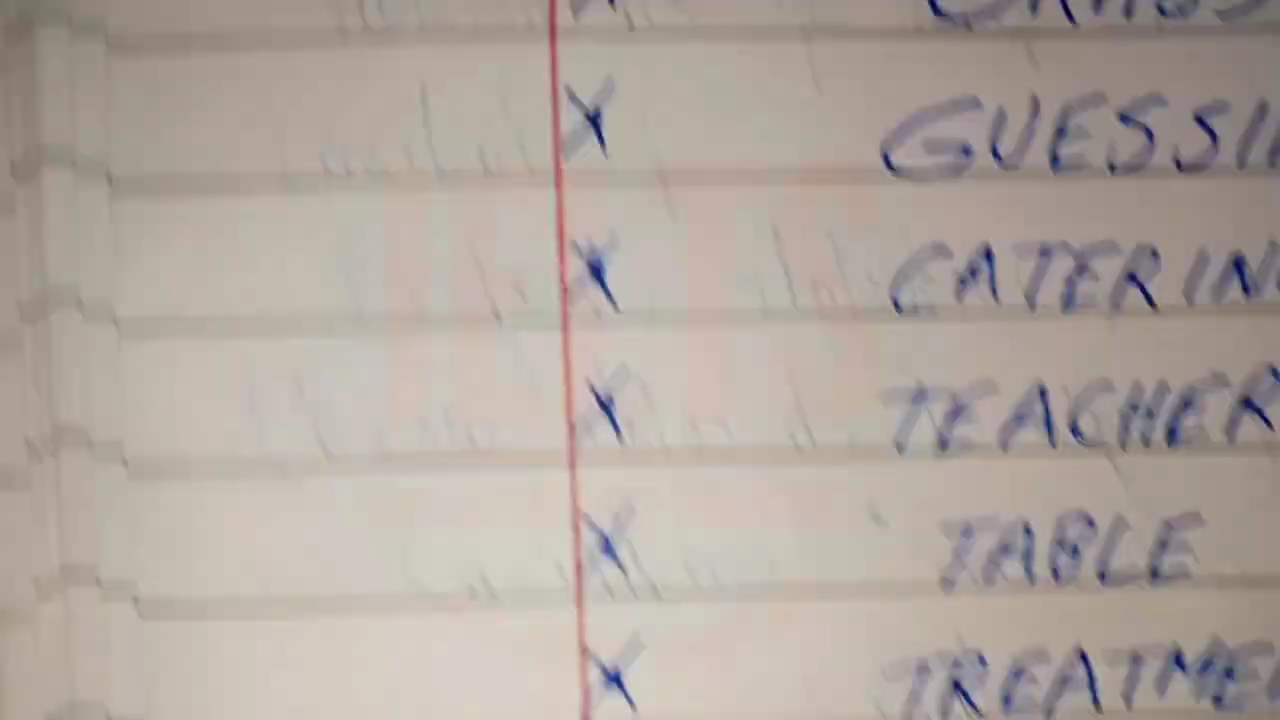 X GUESSI
X CATERIN
X TEACHER
X TABLE
X TREATME